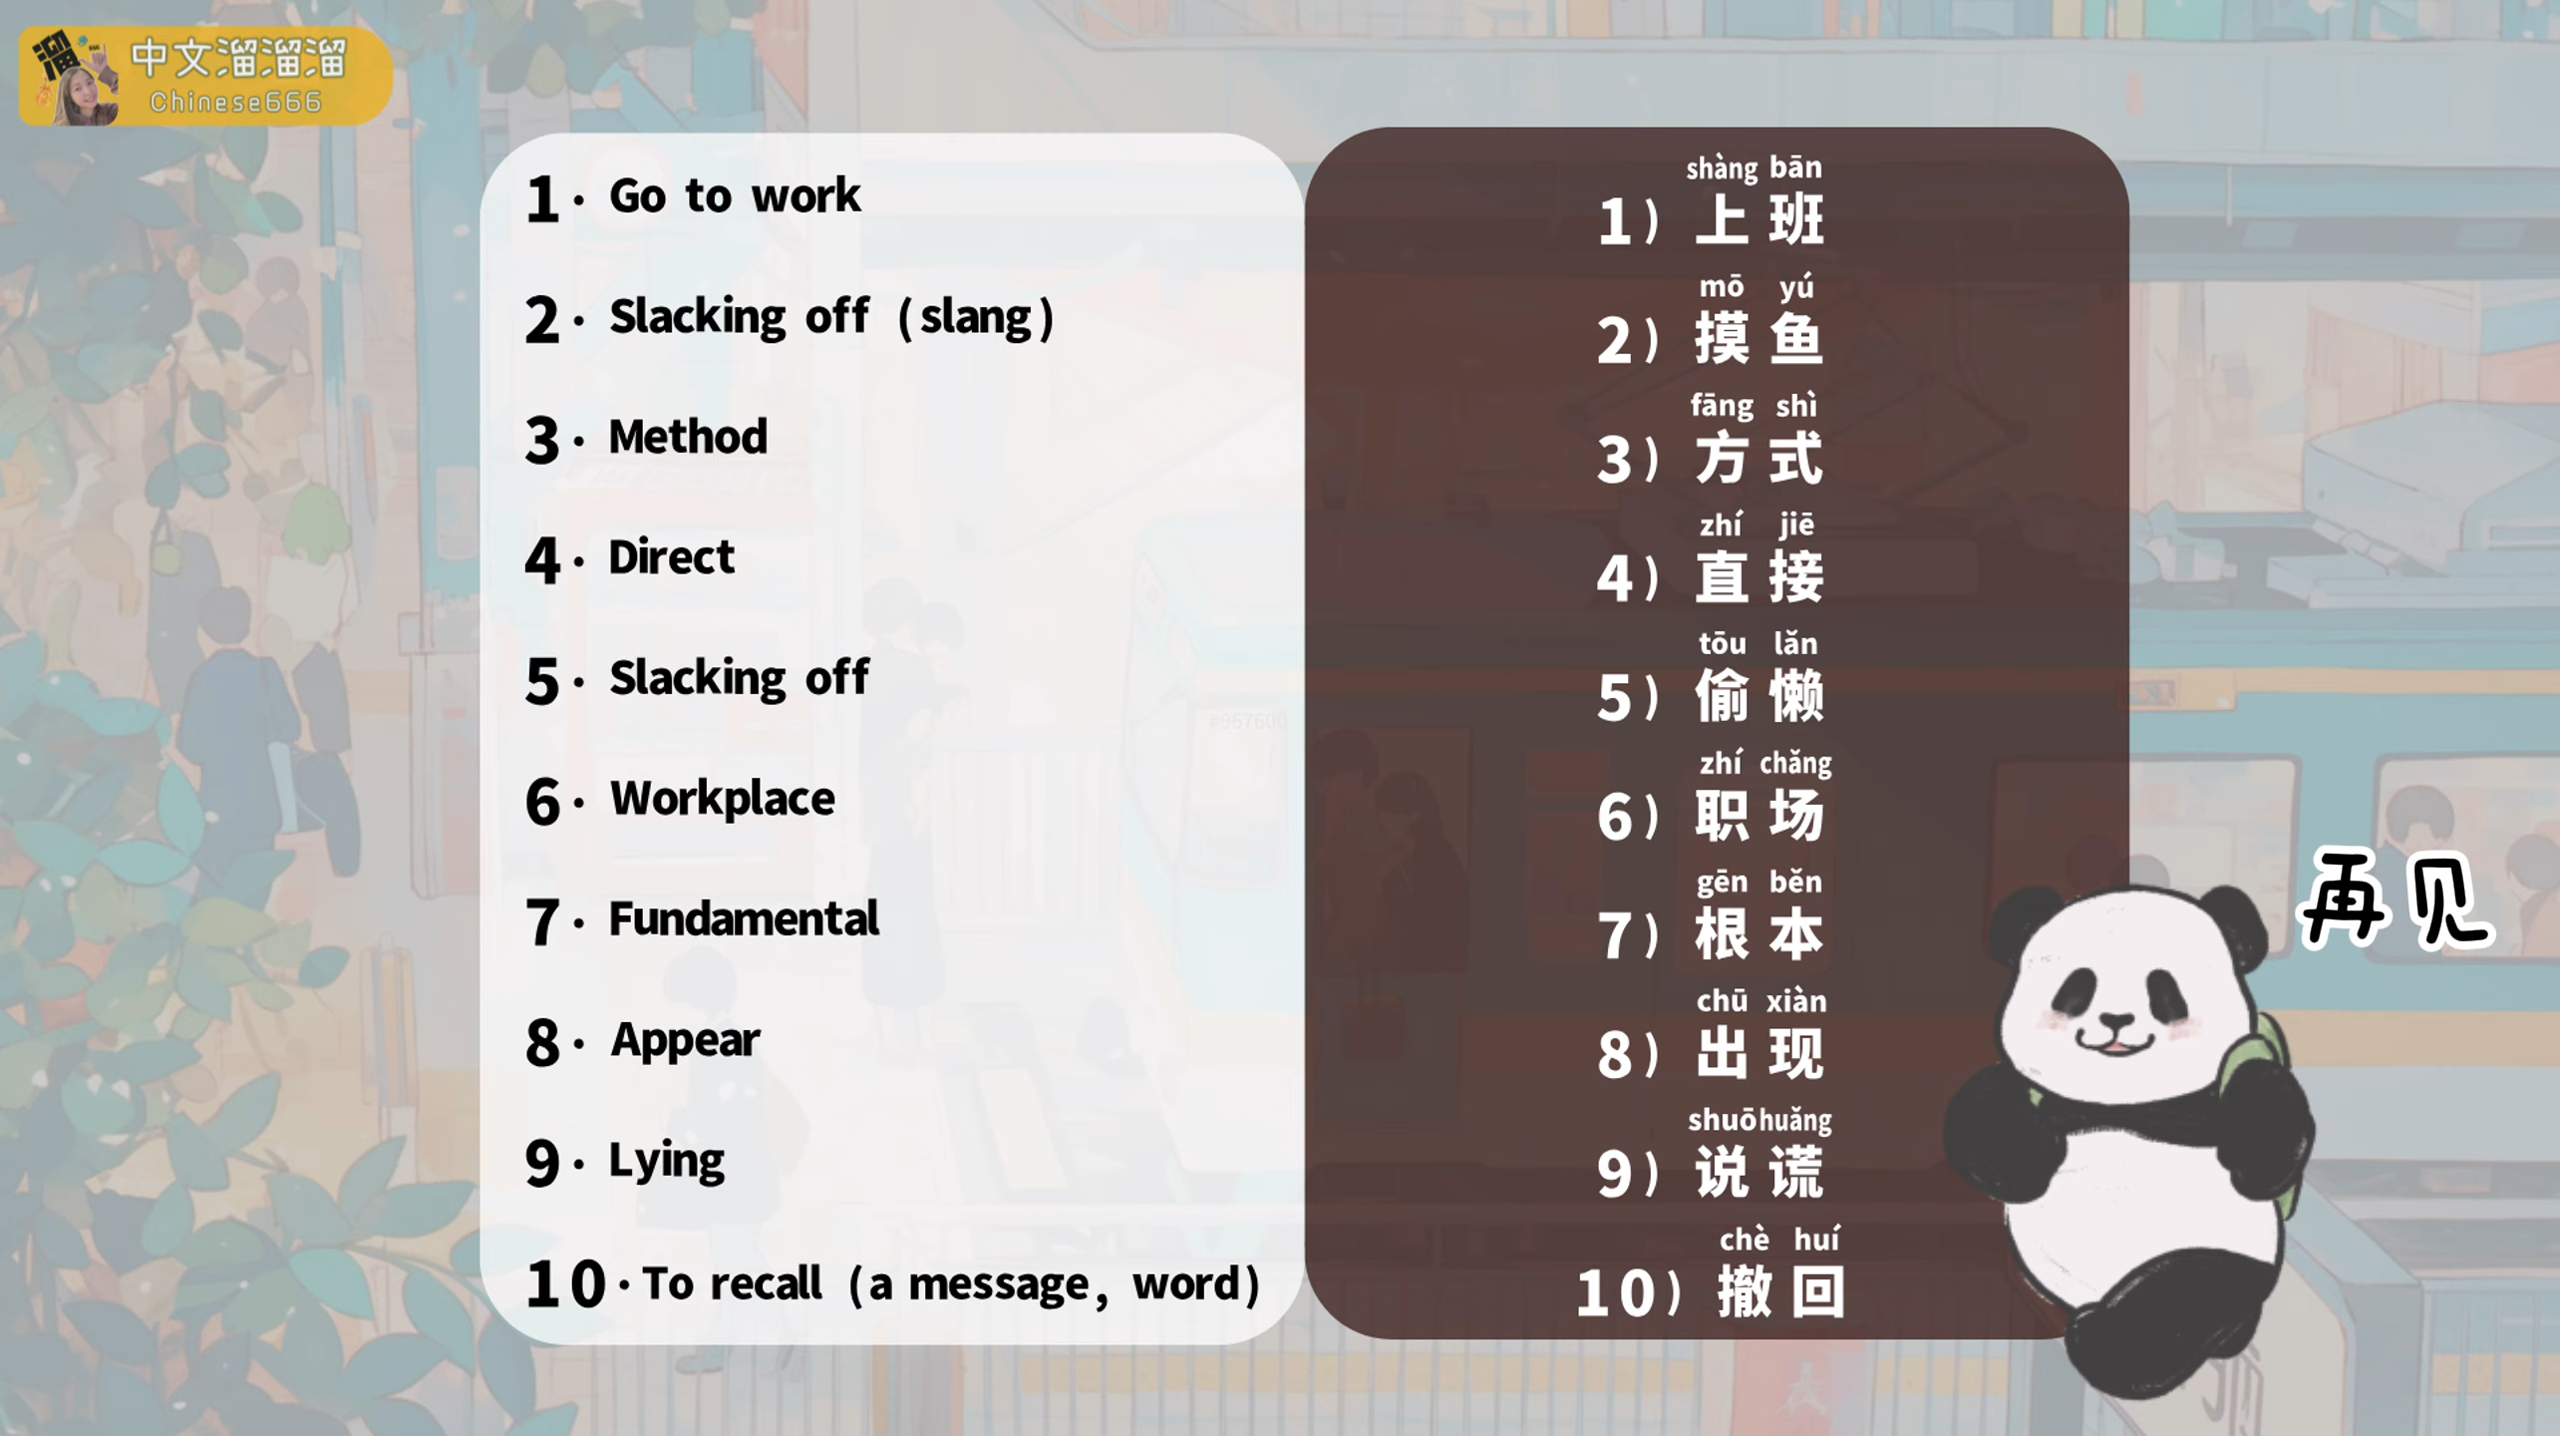 中文溜溜溜
Chinese666
1· Go to work
2· Slacking off (slang)
3· Method
4· Direct
5· Slacking off
6· Workplace
7· Fundamental
8· Appear
9· Lying
10· To recall (a message, word)
#967600
shàng bān
1) 上班
mō yú
2) 摸鱼
fāng shì
3) 方式
zhí jiē
4) 直接
tōu lǎn
5) 偷懒
zhí chǎng
6) 职场
gēn běn
7) 根本
chū xiàn
8) 出现
shuō huǎng
9) 说谎
chè huí
10) 撤回
再见